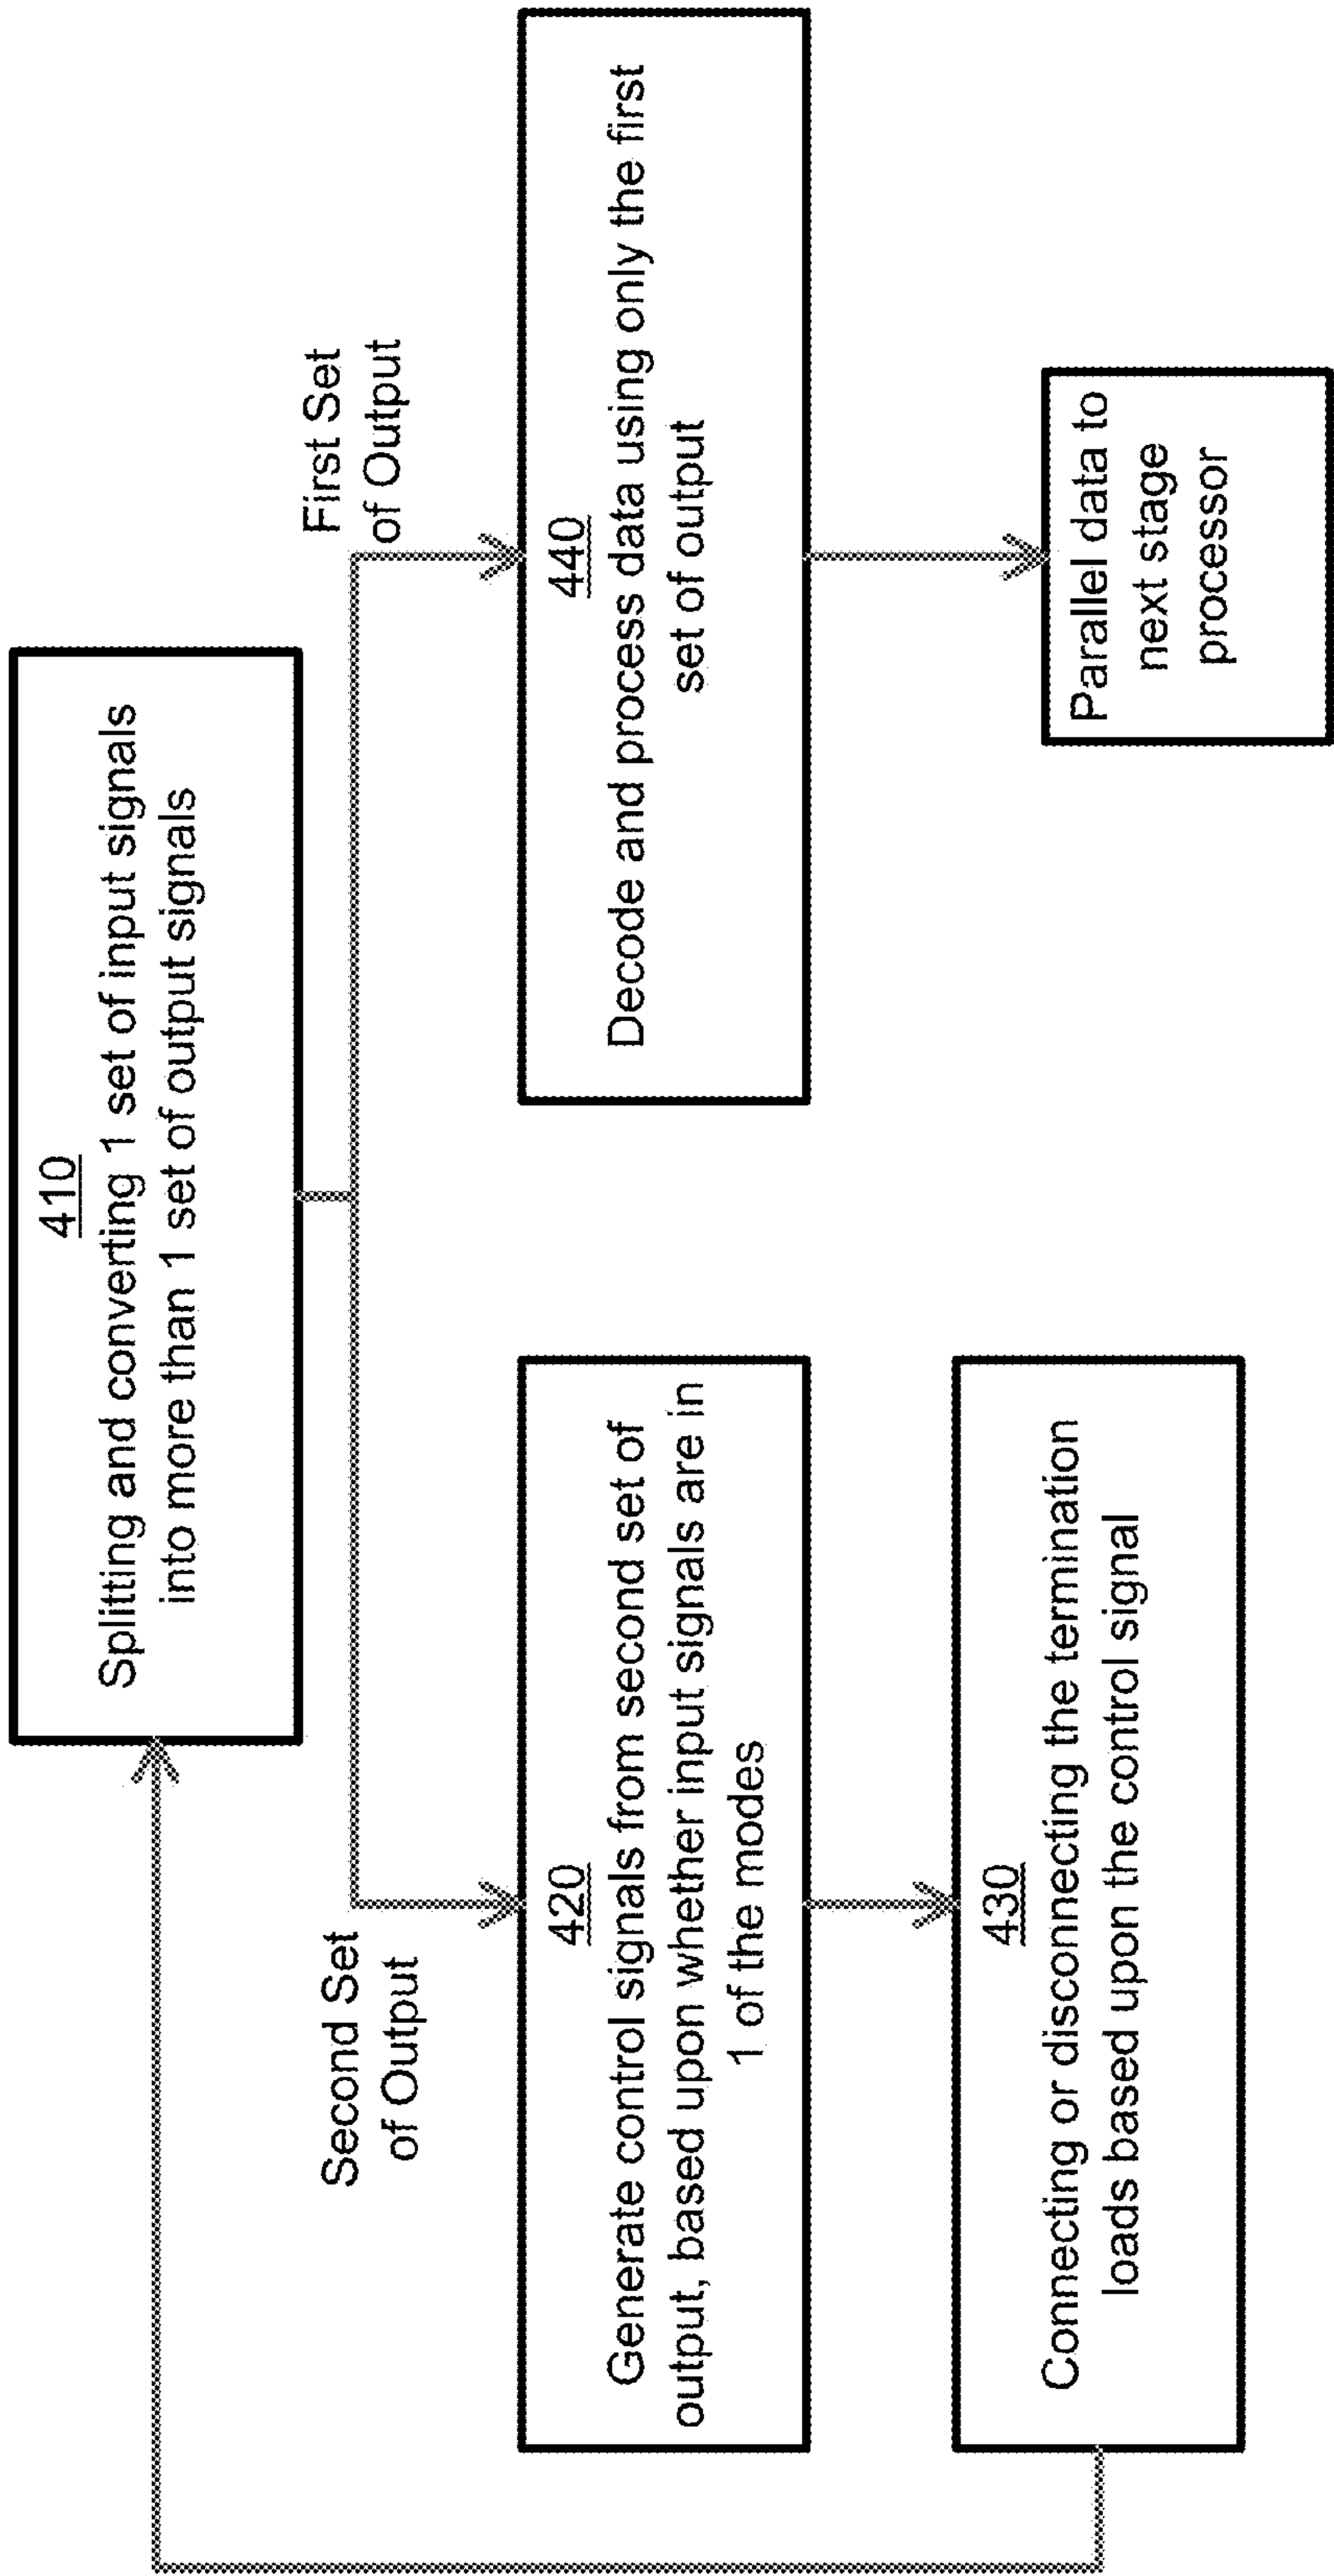 410
Splitting and converting 1 set of input signals
into more than 1 set of output signals
Second Set
of Output
First Set
of Output
420
Generate control signals from second set of
output, based upon whether input signals are in
1 of the modes
440
Decode and process data using only the first
set of output
430
Connecting or disconnecting the termination
loads based upon the control signal
Parallel data to
next stage
processor